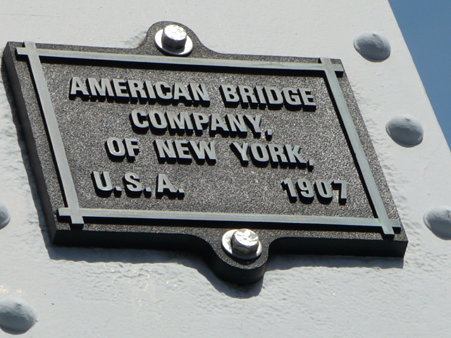 AMERICAN BRIDGE
COMPANY,
OF NEW YORK,
U.S.A. 1907